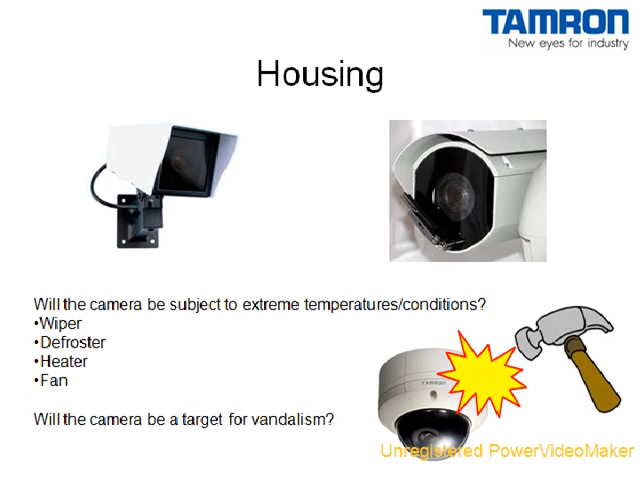 TAMRON
New eyes for industry
Housing
Will the camera be subject to extreme temperatures/conditions?
•Wiper
•Defroster
•Heater
•Fan
Will the camera be a target for vandalism?
TAMRON
Unregistered PowerVideoMaker